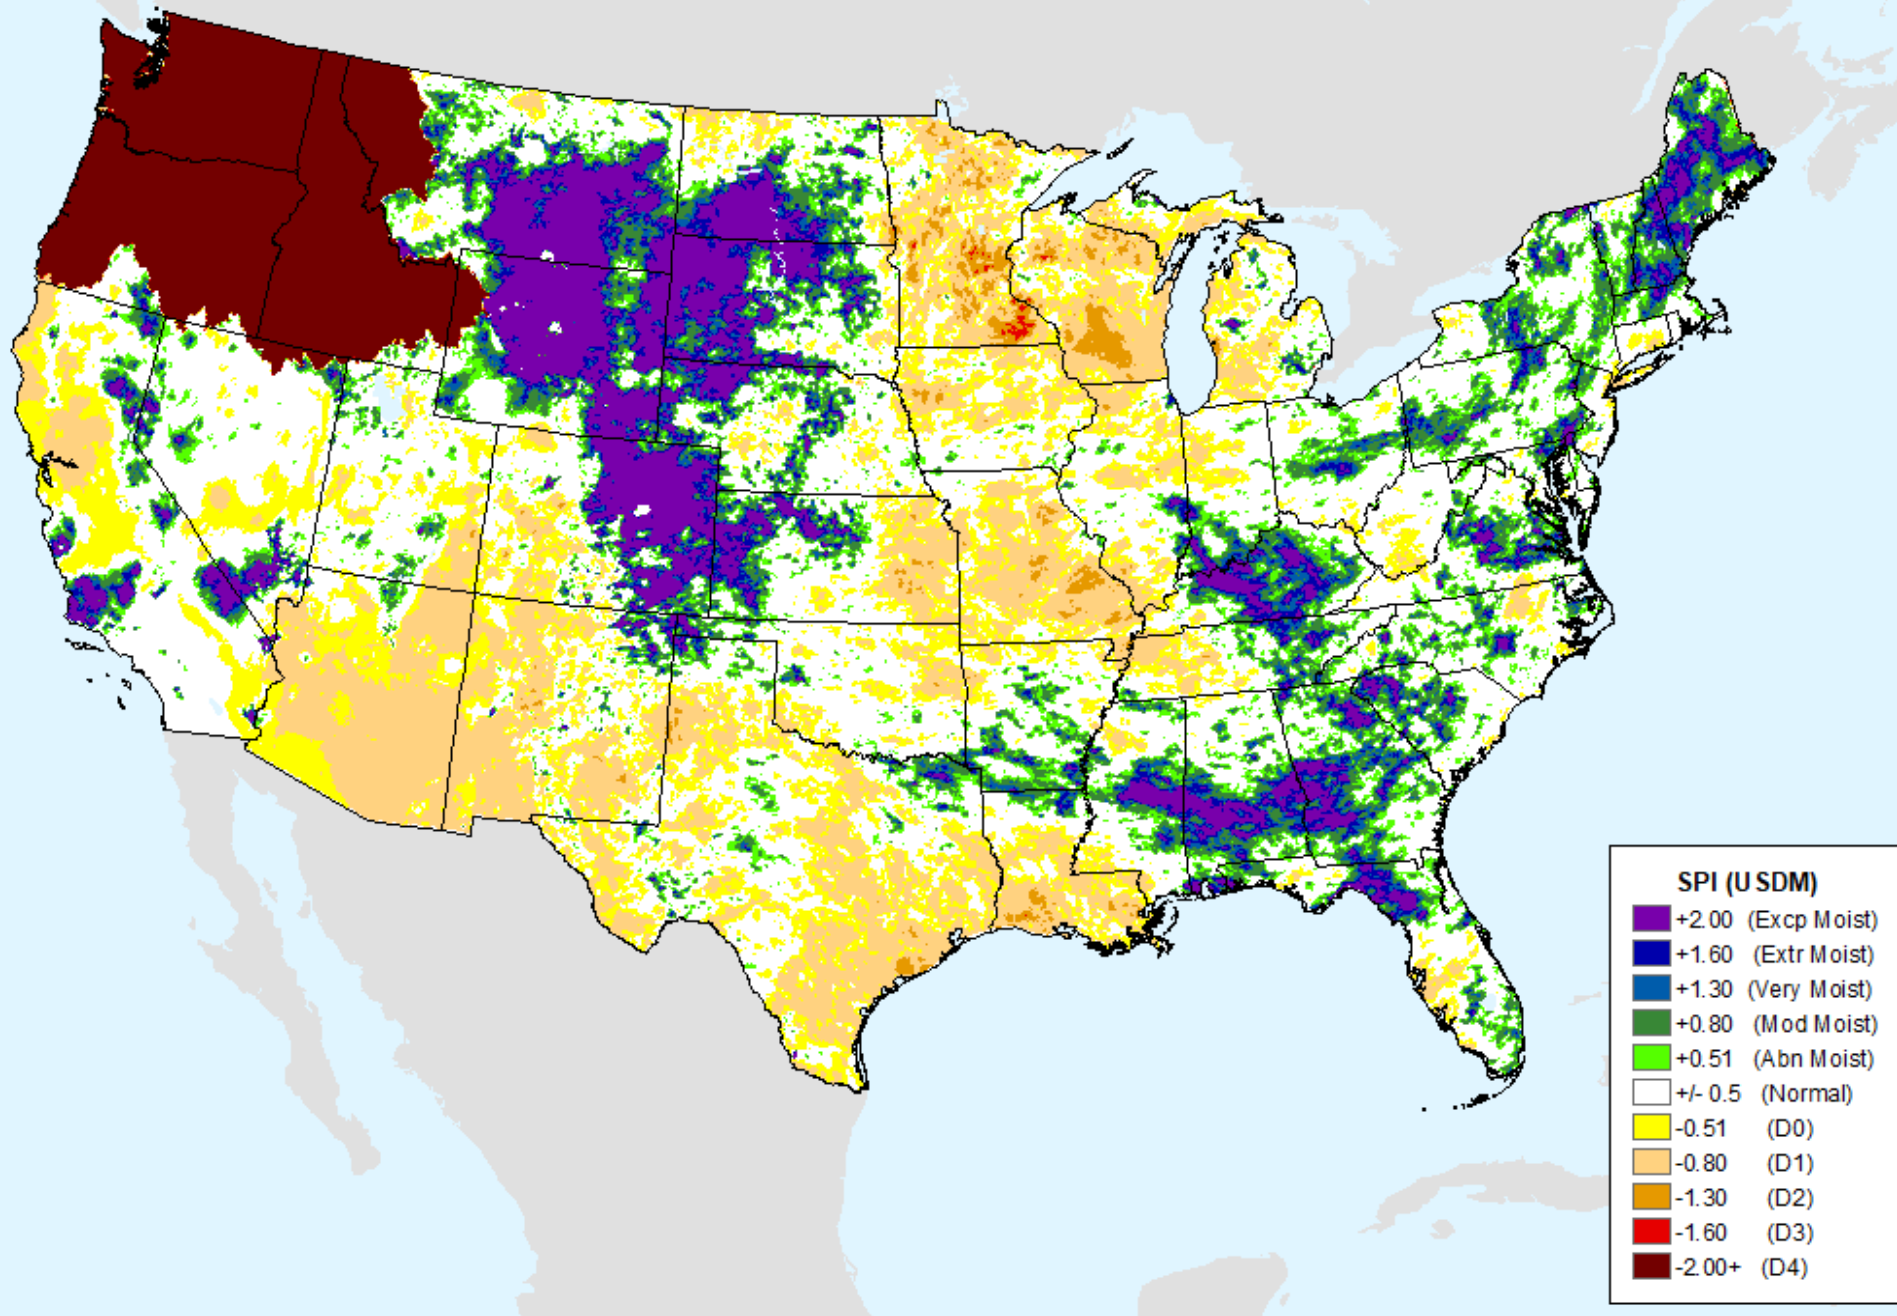 SPI (USDM)
+2.00 (Excp Moist)
+1.60 (Extr Moist)
+1.30 (Very Moist)
+0.80 (Mod Moist)
+0.51 (Abn Moist)
+/- 0.5 (Normal)
-0.51 (D0)
-0.80 (D1)
-1.30 (D2)
-1.60 (D3)
-2.00+ (D4)